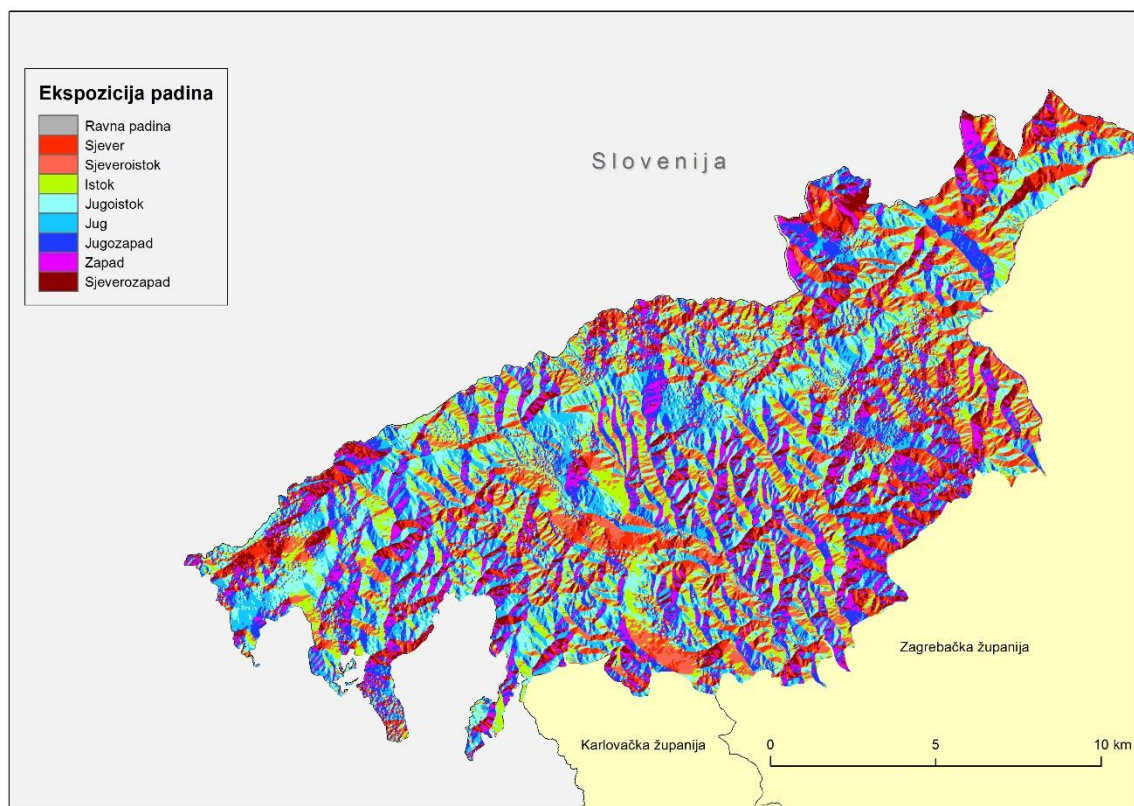 Ekspozicija padina
Ravna padina
Sjever
Sjeveroistok
Istok
Jugoistok
Jug
Jugozapad
Zapad
Sjeverozapad
Slovenija
Zagrebačka županija
Karlovačka županija
0 5 10 km